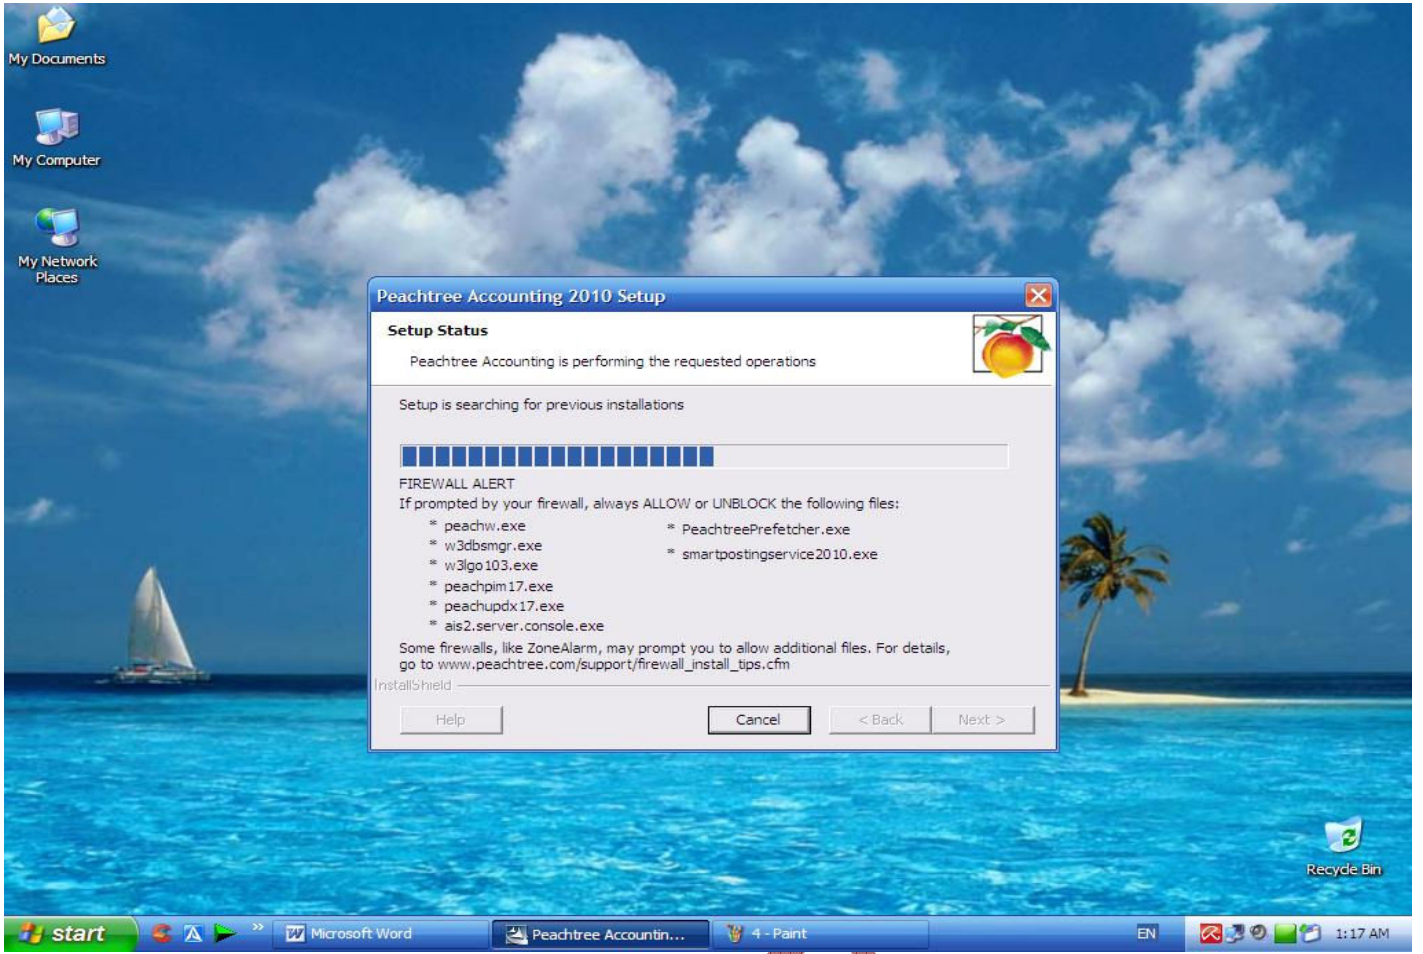 My Documents
My Computer
My Network
Places
Peachtree Accounting 2010 Setup
Setup Status
Peachtree Accounting is performing the requested operations
Setup is searching for previous installations
FIREWALL ALERT
If prompted by your firewall, always ALLOW or UNBLOCK the following files:
* peachw.exe
* w3dbsmgr.exe
* w3lgo103.exe
* peachpim17.exe
* peachupdx17.exe
* ais2.server.console.exe
* PeachtreePrefetcher.exe
* smartpostingservice2010.exe
Some firewalls, like ZoneAlarm, may prompt you to allow additional files. For details,
go to www.peachtree.com/support/firewall_install_tips.cfm
InstallShield
Help
Cancel
< Back
Next >
Recycle Bin
start
»
Microsoft Word
Peachtree Accountin...
4 - Paint
EN
1:17 AM